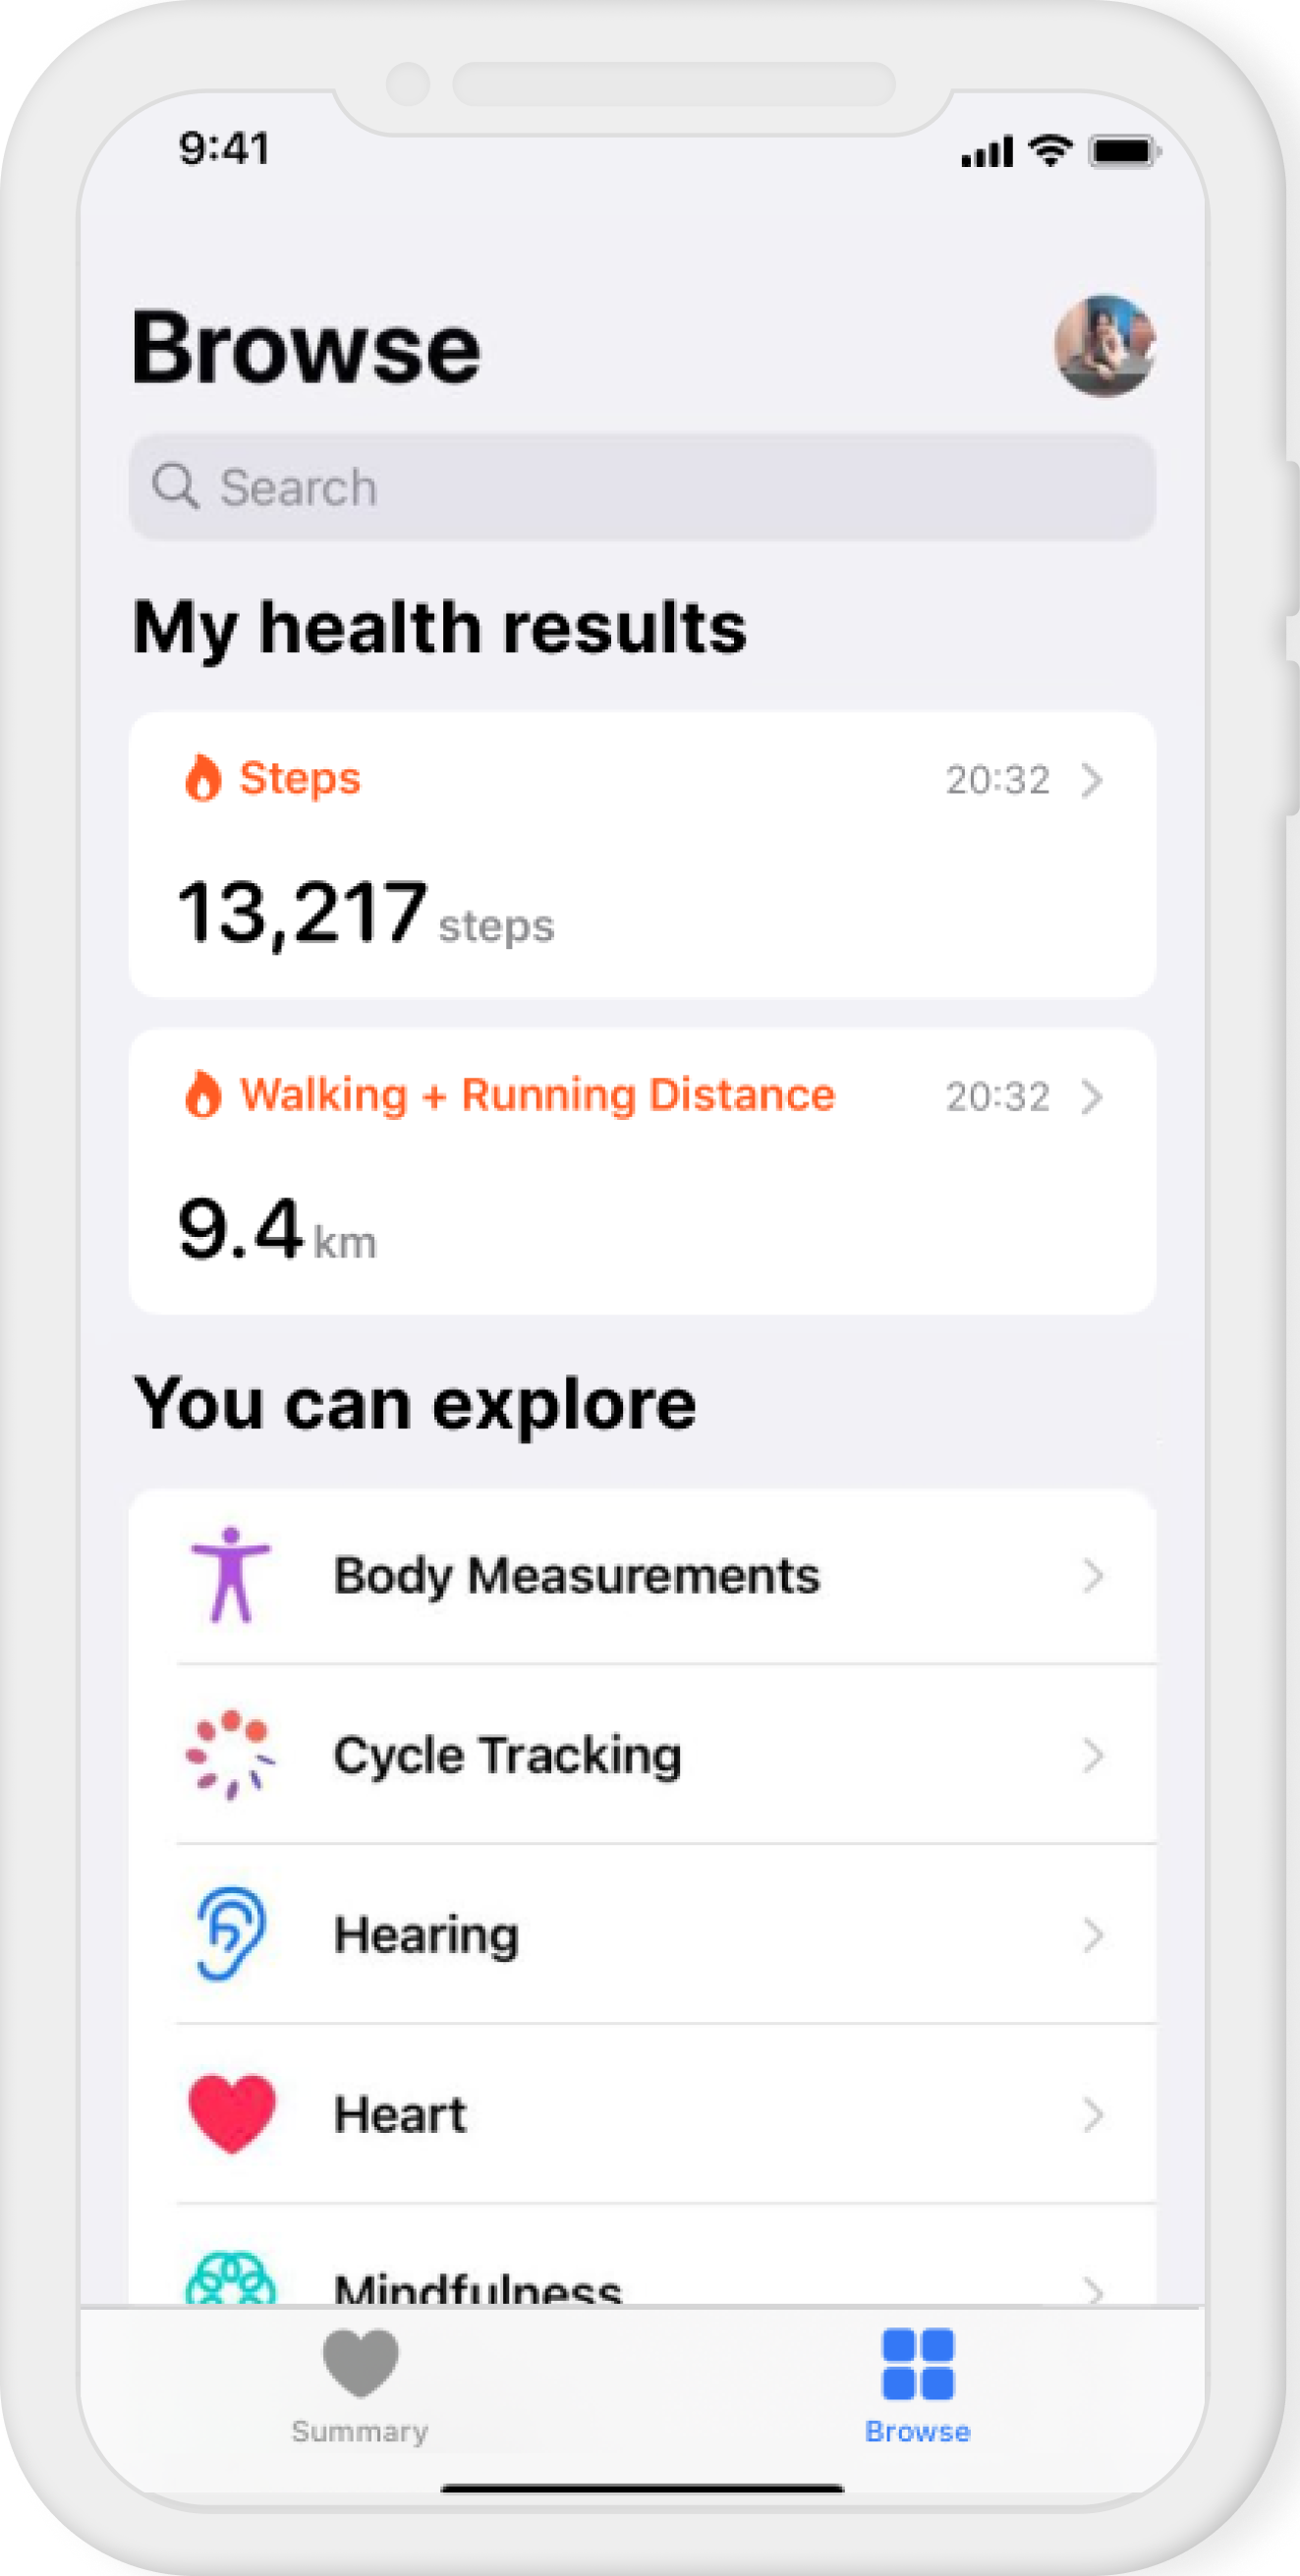 9:41
Browse
Search
My health results
Steps 20:32
13,217 steps
Walking + Running Distance 20:32
9.4 km
You can explore
Body Measurements
Cycle Tracking
Hearing
Heart
Mindfulness
Summary Browse